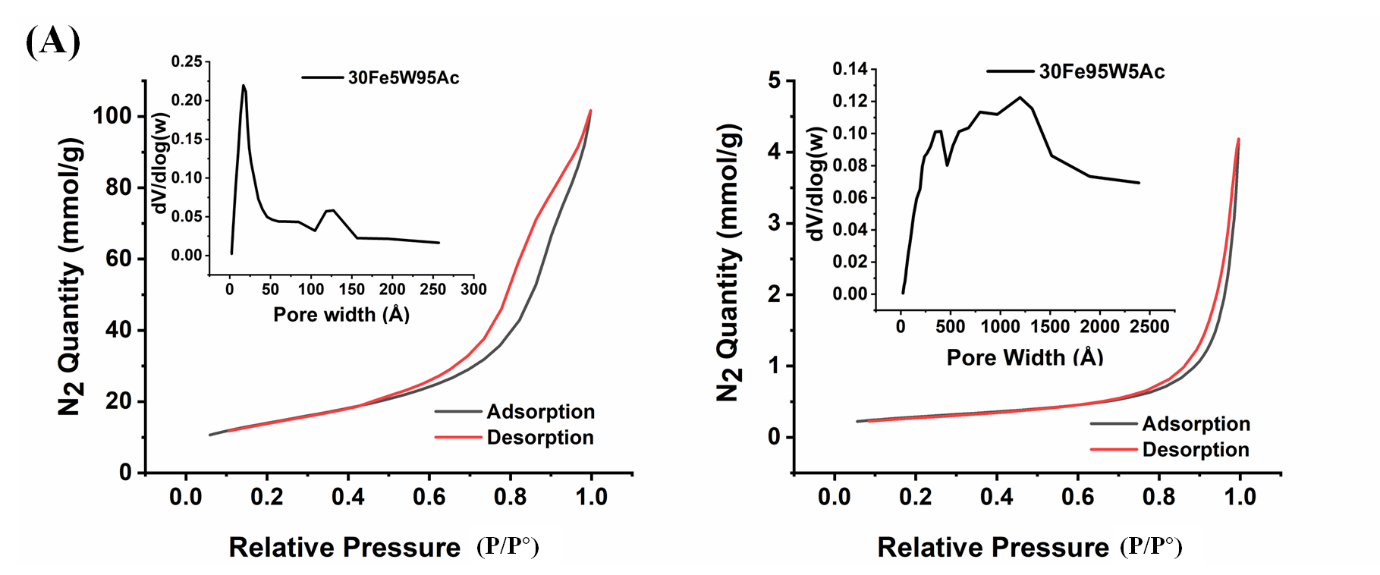 (A)
30Fe5W95Ac
0.25
0.20
0.15
0.10
0.05
0.00
dV/dlog(w)
0 50 100 150 200 250 300
Pore width (Å)
100
80
60
40
20
0
N2 Quantity (mmol/g)
Adsorption
Desorption
0.0 0.2 0.4 0.6 0.8 1.0
Relative Pressure (P/P°)
30Fe95W5Ac
0.14
0.12
0.10
0.08
0.06
0.04
0.02
0.00
dV/dlog(w)
0 500 1000 1500 2000 2500
Pore Width (Å)
5
4
3
2
1
0
N2 Quantity (mmol/g)
Adsorption
Desorption
0.0 0.2 0.4 0.6 0.8 1.0
Relative Pressure (P/P°)